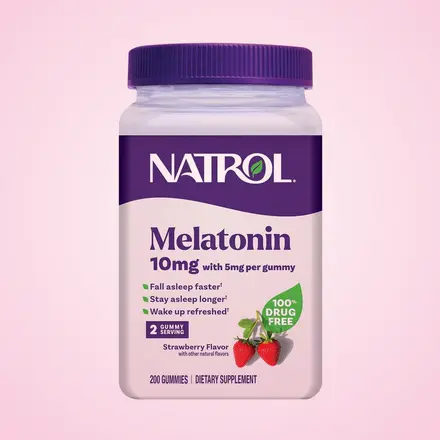 NATROL®
Melatonin
10mg with 5mg per gummy
Fall asleep faster†
Stay asleep longer†
Wake up refreshed†
100%
DRUG
FREE
2 GUMMY
SERVING
Strawberry Flavor
with other natural flavors
200 GUMMIES | DIETARY SUPPLEMENT